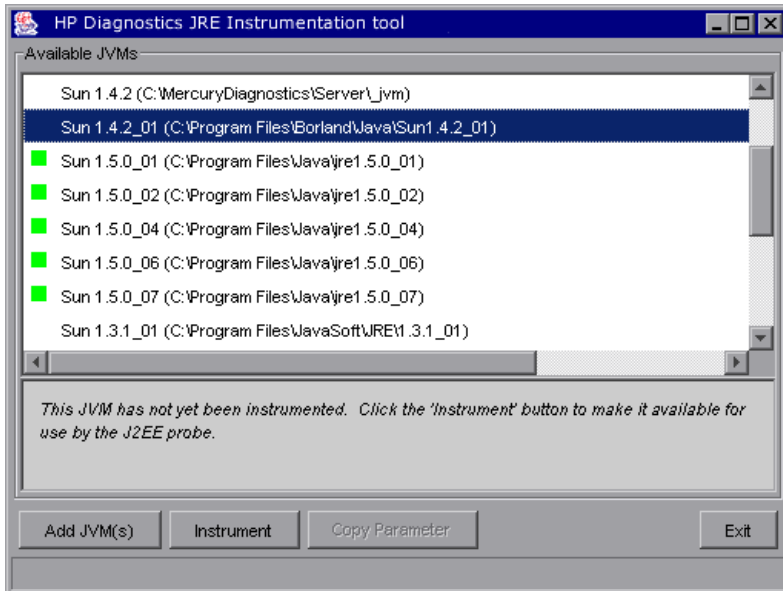 HP Diagnostics JRE Instrumentation tool
Available JVMs
Sun 1.4.2 (C:\MercuryDiagnostics\Server\_jvm)
Sun 1.4.2_01 (C:\Program Files\Borland\Java\Sun1.4.2_01)
Sun 1.5.0_01 (C:\Program Files\Java\jre1.5.0_01)
Sun 1.5.0_02 (C:\Program Files\Java\jre1.5.0_02)
Sun 1.5.0_04 (C:\Program Files\Java\jre1.5.0_04)
Sun 1.5.0_06 (C:\Program Files\Java\jre1.5.0_06)
Sun 1.5.0_07 (C:\Program Files\Java\jre1.5.0_07)
Sun 1.3.1_01 (C:\Program Files\JavaSoft\JRE\1.3.1_01)
This JVM has not yet been instrumented. Click the 'Instrument' button to make it available for
use by the J2EE probe.
Add JVM(s) Instrument Copy Parameter Exit